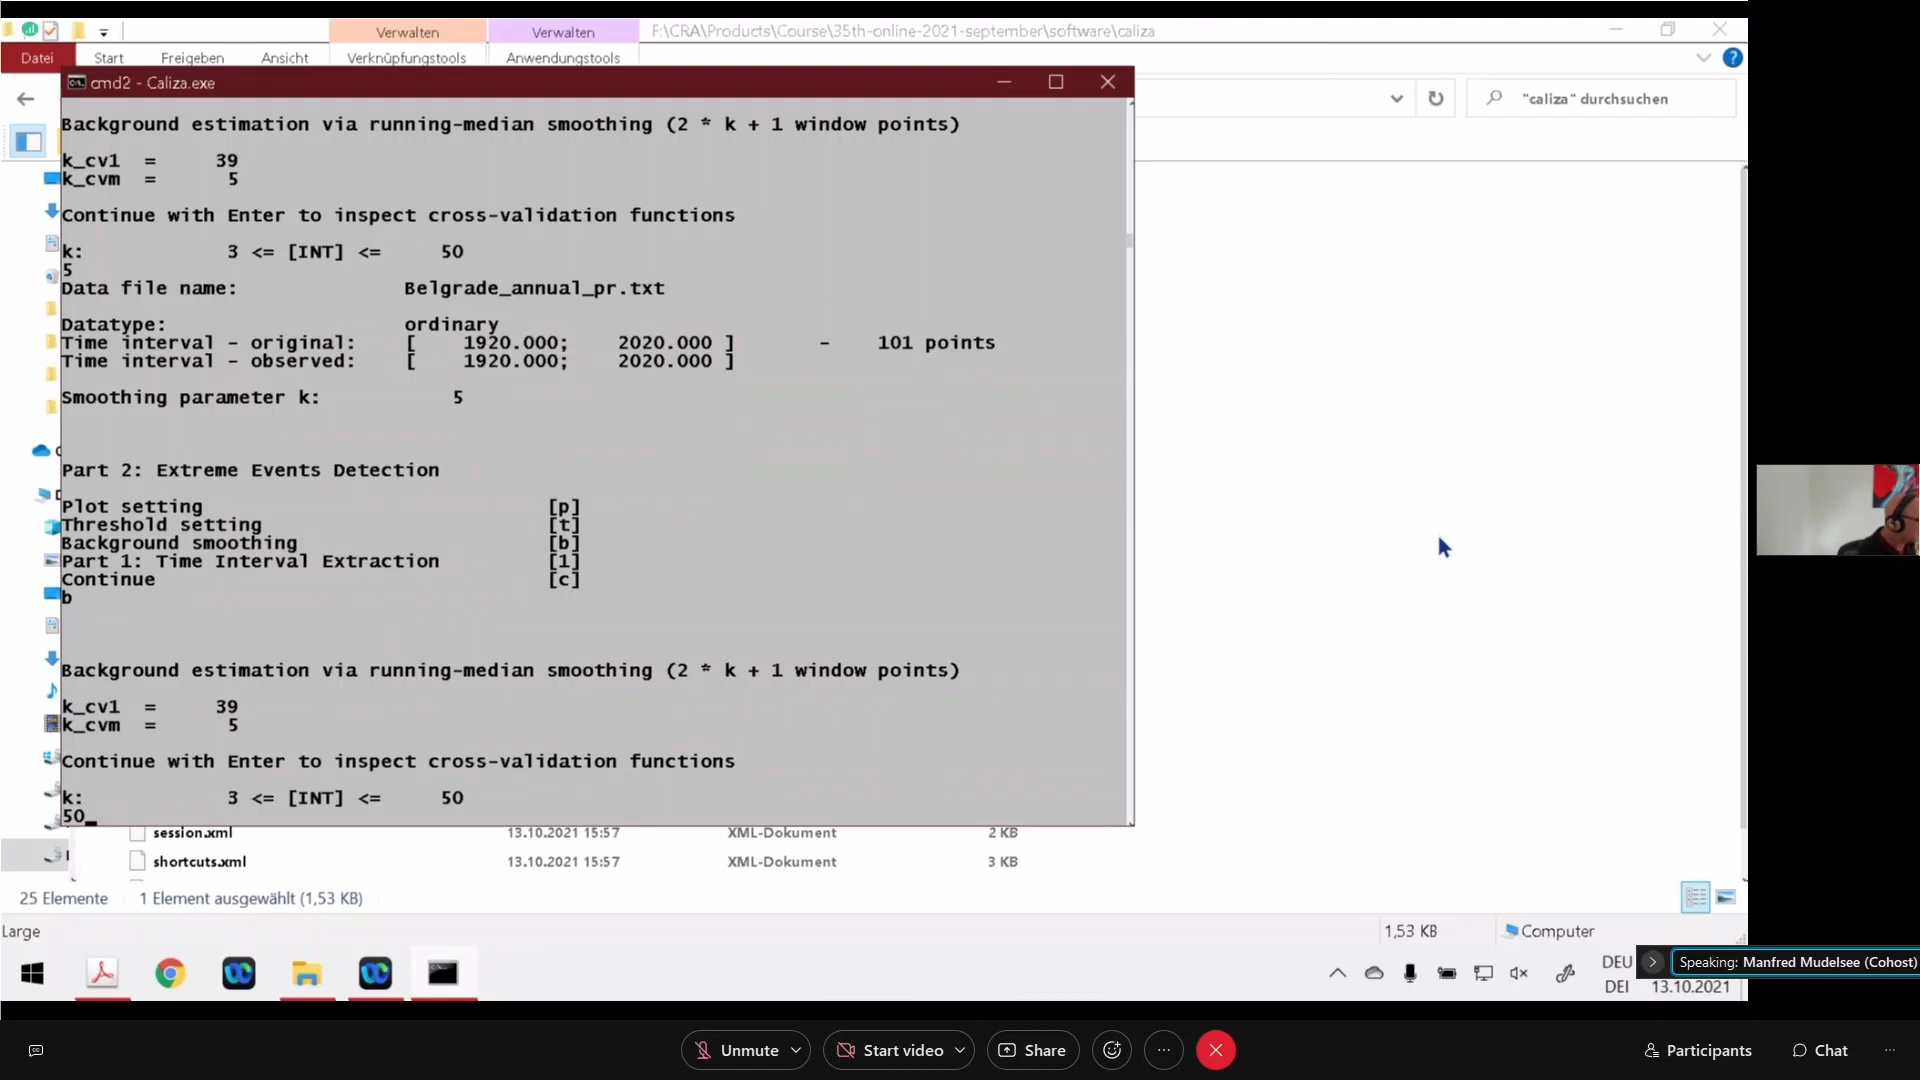 Verwalten
Verwalten
F:\CRA\Products\Course\35th-online-2021-september\software\caliza
Datei
Start
Freigeben
Ansicht
Verknüpfungstools
Anwendungstools
cmd2 - Caliza.exe
"caliza" durchsuchen
Background estimation via running-median smoothing (2 * k + 1 window points)
k_cv1 = 39
k_cvm = 5
Continue with Enter to inspect cross-validation functions
k: 3 <= [INT] <= 50
5
Data file name: Belgrade_annual_pr.txt
Datatype: ordinary
Time interval - original: [ 1920.000; 2020.000 ] - 101 points
Time interval - observed: [ 1920.000; 2020.000 ]
Smoothing parameter k: 5
Part 2: Extreme Events Detection
Plot setting [p]
Threshold setting [t]
Background smoothing [b]
Part 1: Time Interval Extraction [1]
Continue [c]
b
Background estimation via running-median smoothing (2 * k + 1 window points)
k_cv1 = 39
k_cvm = 5
Continue with Enter to inspect cross-validation functions
k: 3 <= [INT] <= 50
50
session.xml 13.10.2021 15:57 XML-Dokument 2 KB
shortcuts.xml 13.10.2021 15:57 XML-Dokument 3 KB
25 Elemente 1 Element ausgewählt (1,53 KB)
Large 1,53 KB Computer
DEU
DEI 13.10.2021
Speaking: Manfred Mudelsee (Cohost)
Unmute
Start video
Share
Participants
Chat